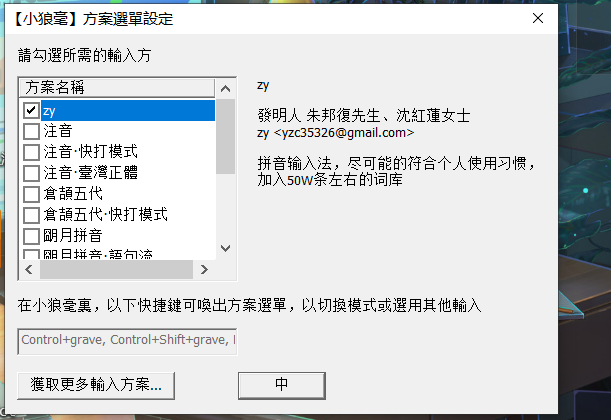 【小狼毫】方案選單設定
請勾選所需的輸入方
方案名稱
zy
注音
注音·快打模式
注音·臺灣正體
倉頡五代
倉頡五代·快打模式
朙月拼音
朙月拼音·語句流
zy
發明人 朱邦復先生、沈紅蓮女士
zy <yzc35326@gmail.com>
拼音输入法，尽可能的符合个人使用习惯，
加入50W条左右的词库
在小狼毫裏，以下快捷鍵可喚出方案選單，以切換模式或選用其他輸入
Control+grave, Control+Shift+grave,
獲取更多輸入方案...
中